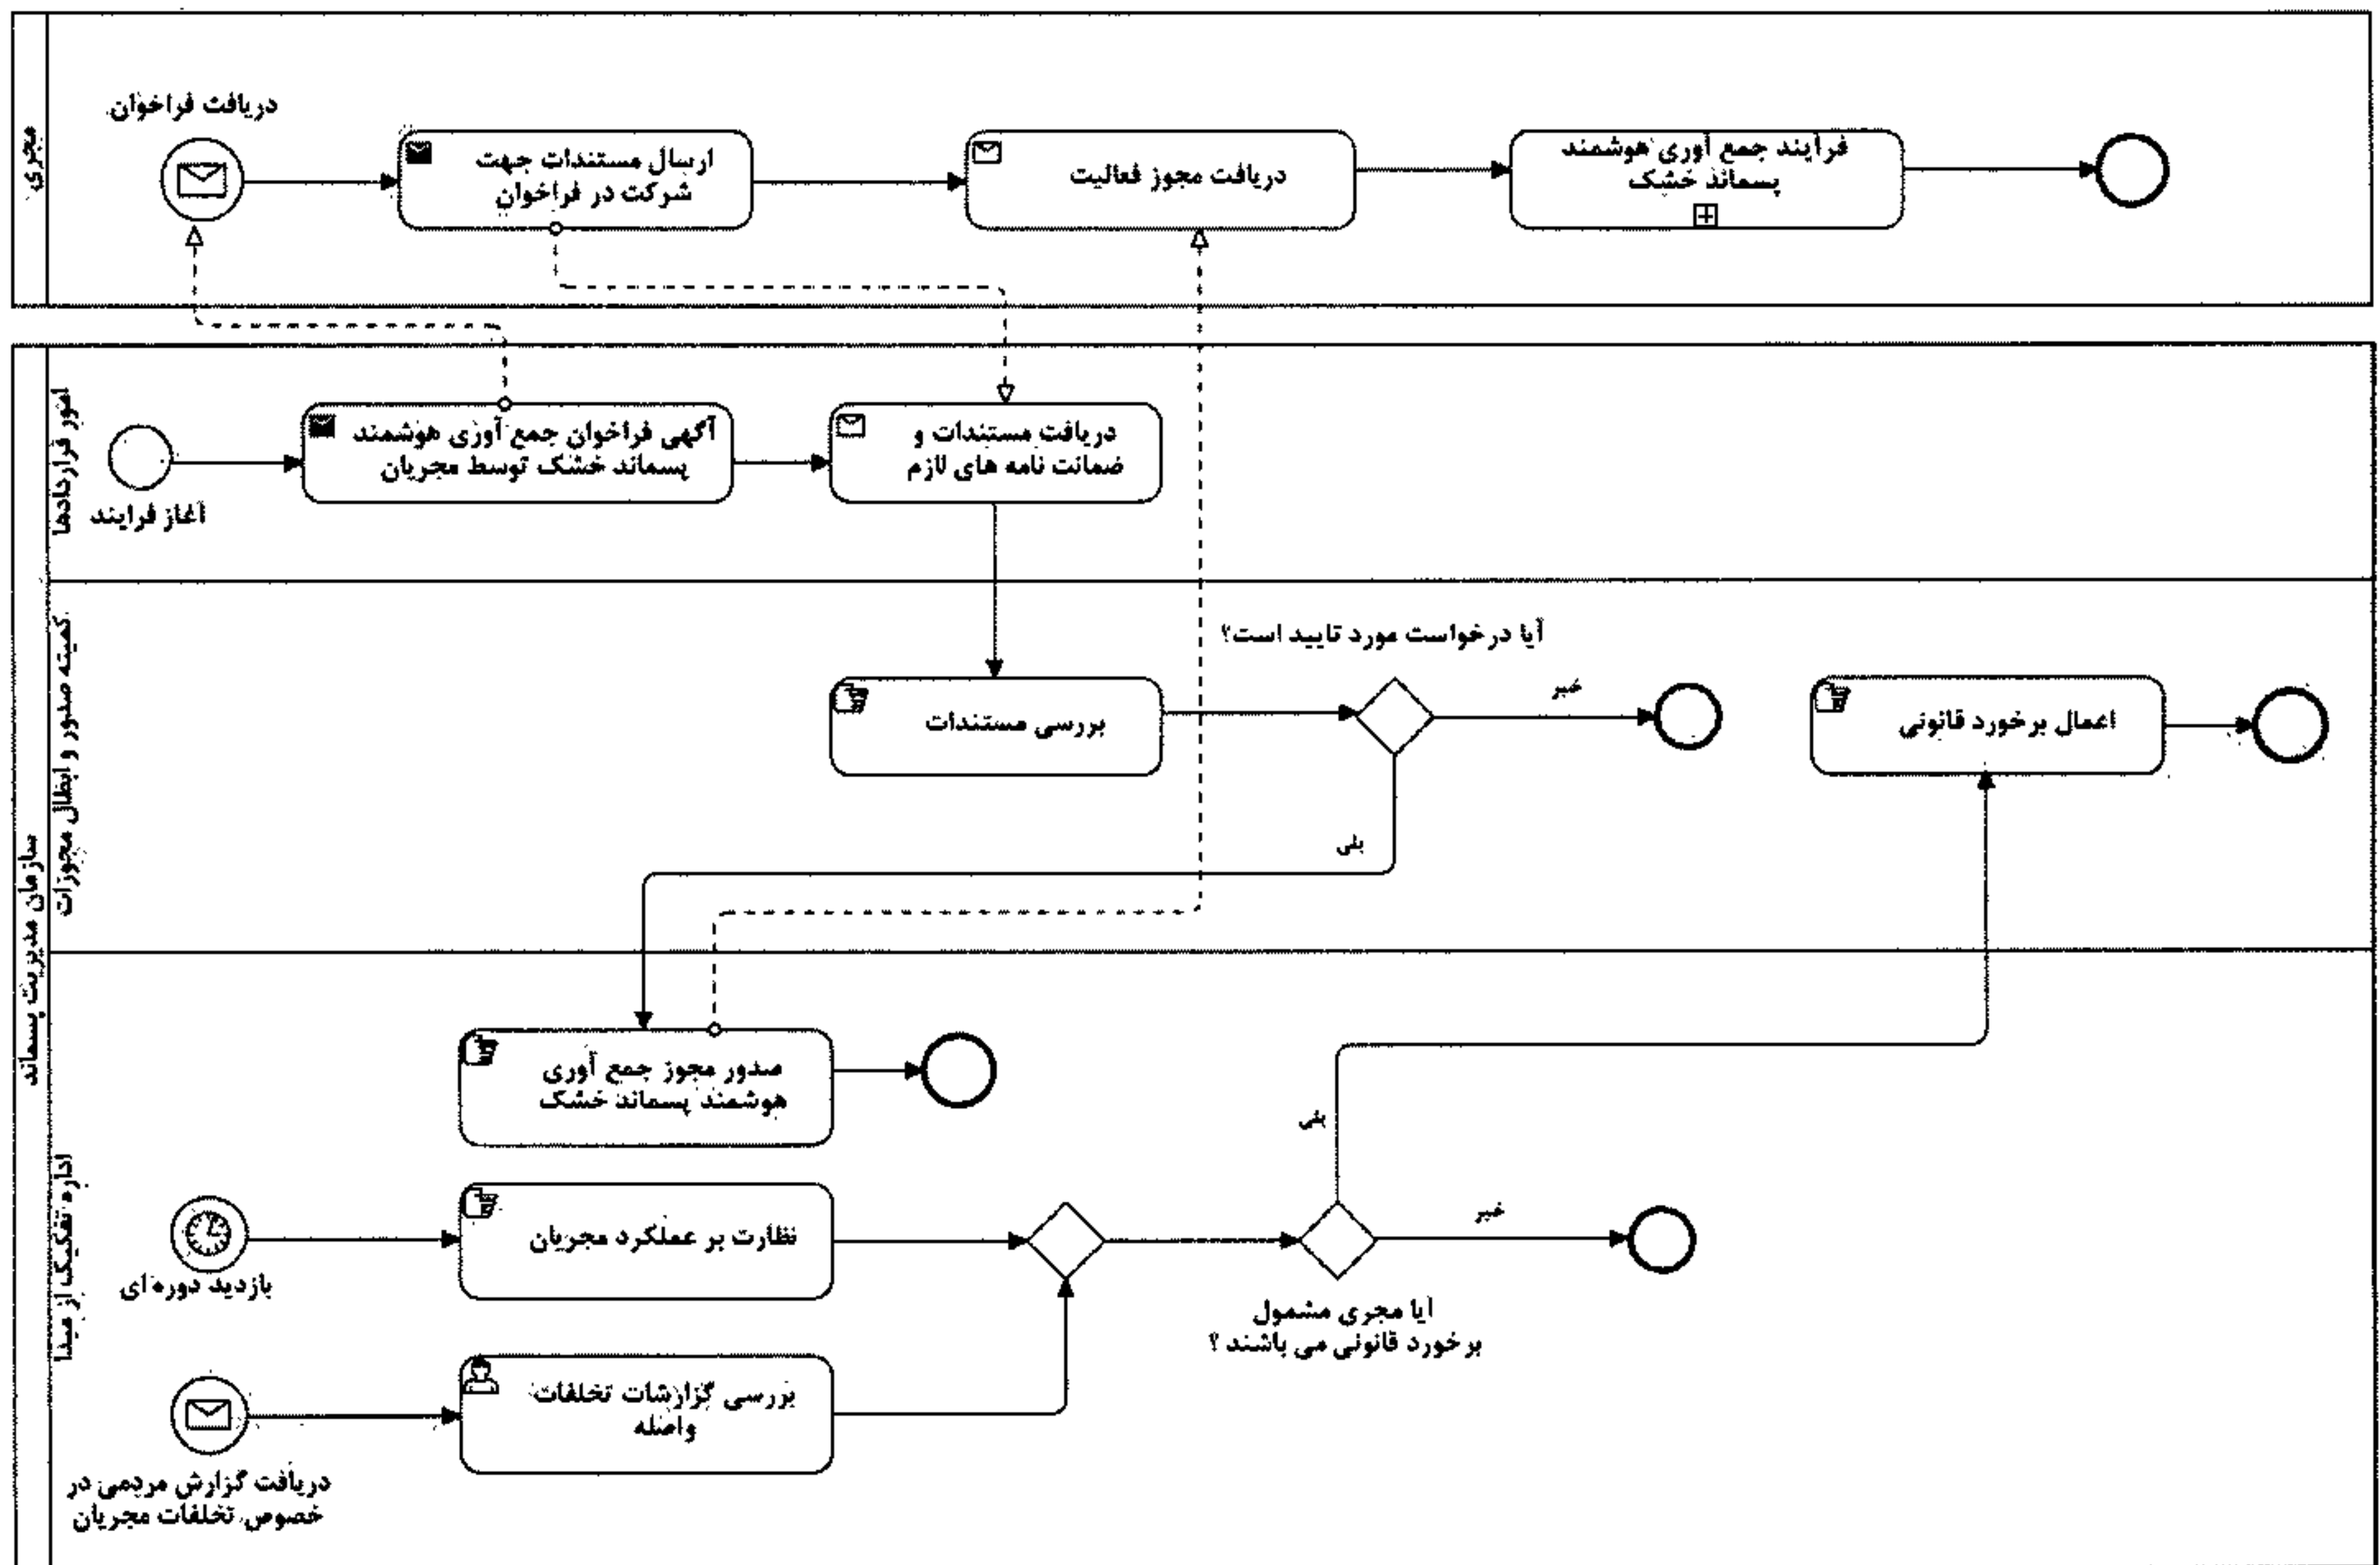 مجری
دریافت فراخوان
ارسال مستندات جهت
شرکت در فراخوان
دریافت مجوز فعالیت
فرایند جمع آوری هوشمند
پسماند خشک
سازمان مدیریت پسماند
امور قراردادها
آغاز فرایند
آگهی فراخوان جمع آوری هوشمند
پسماند خشک توسط مجریان
دریافت مستندات و
ضمانت نامه های لازم
کمیته صدور و ابطال مجوزات
بررسی مستندات
آیا درخواست مورد تایید است؟
خیر
بلی
اعمال برخورد قانونی
اداره تفکیک از مبدا
صدور مجوز جمع آوری
هوشمند پسماند خشک
بازدید دوره ای
نظارت بر عملکرد مجریان
بلی
خیر
آیا مجری مشمول
برخورد قانونی می باشند ؟
دریافت گزارش مردمی در
خصوص تخلفات مجریان
بررسی گزارشات تخلفات
واصله